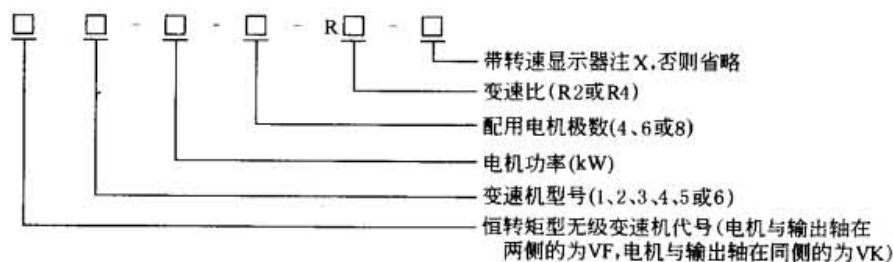 □ □ - □ - □ - R□ - □
带转速显示器注X,否则省略
变速比(R2或R4)
配用电机极数(4、6或8)
电机功率(kW)
变速机型号(1、2、3、4、5或6)
恒转矩型无级变速机代号(电机与输出轴在
两侧的为VF,电机与输出轴在同侧的为VK)